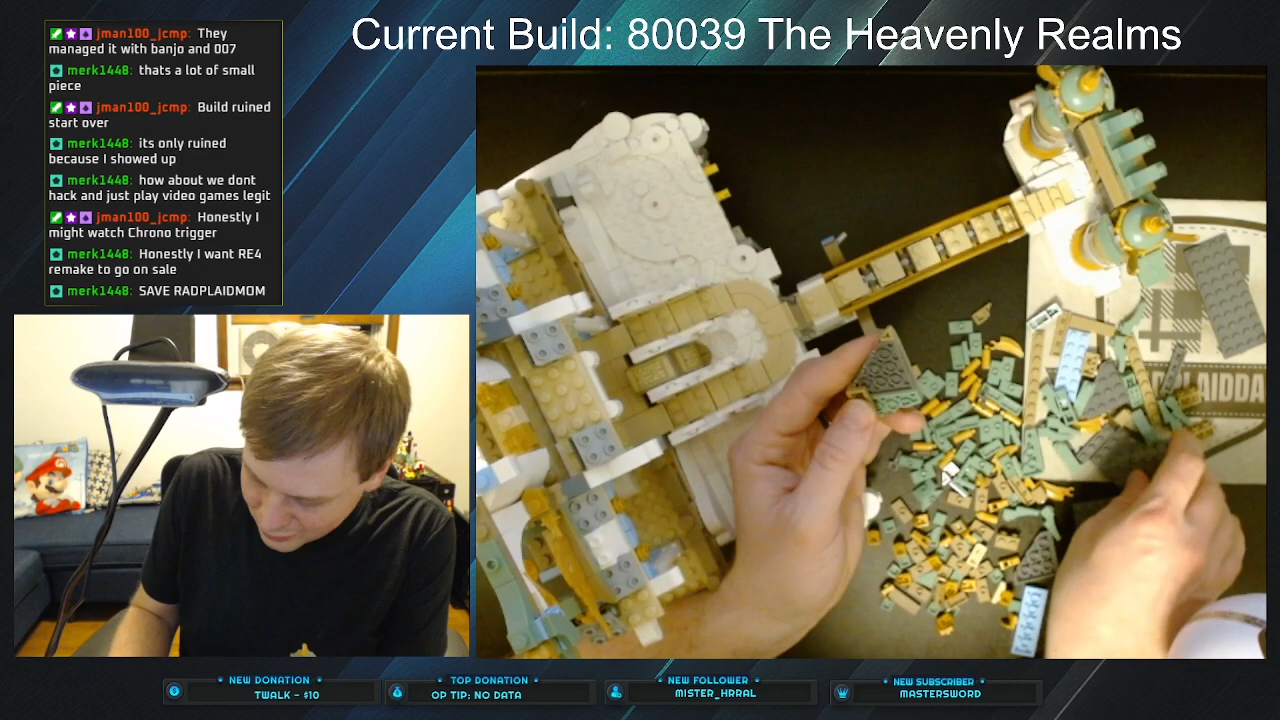 Current Build: 80039 The Heavenly Realms
jman100_jcmp: They
managed it with banjo and 007
merk1448: thats a lot of small
piece
jman100_jcmp: Build ruined
start over
merk1448: its only ruined
because I showed up
merk1448: how about we dont
hack and just play video games legit
jman100_jcmp: Honestly I
might watch Chrono trigger
merk1448: Honestly I want RE4
remake to go on sale
merk1448: SAVE RADPLAIDMOM
PLAIDDA
NEW DONATION
TWALK - $10
TOP DONATION
OP TIP: NO DATA
NEW FOLLOWER
MISTER_HRRAL
NEW SUBSCRIBER
MASTERSWORD